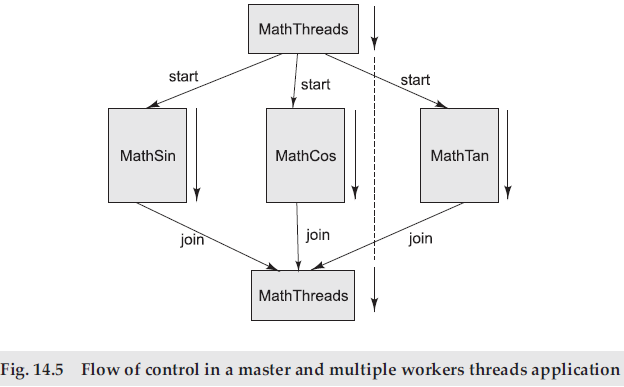 MathThreads
start
start
start
MathSin
MathCos
MathTan
join
join
join
MathThreads
Fig. 14.5 Flow of control in a master and multiple workers threads application